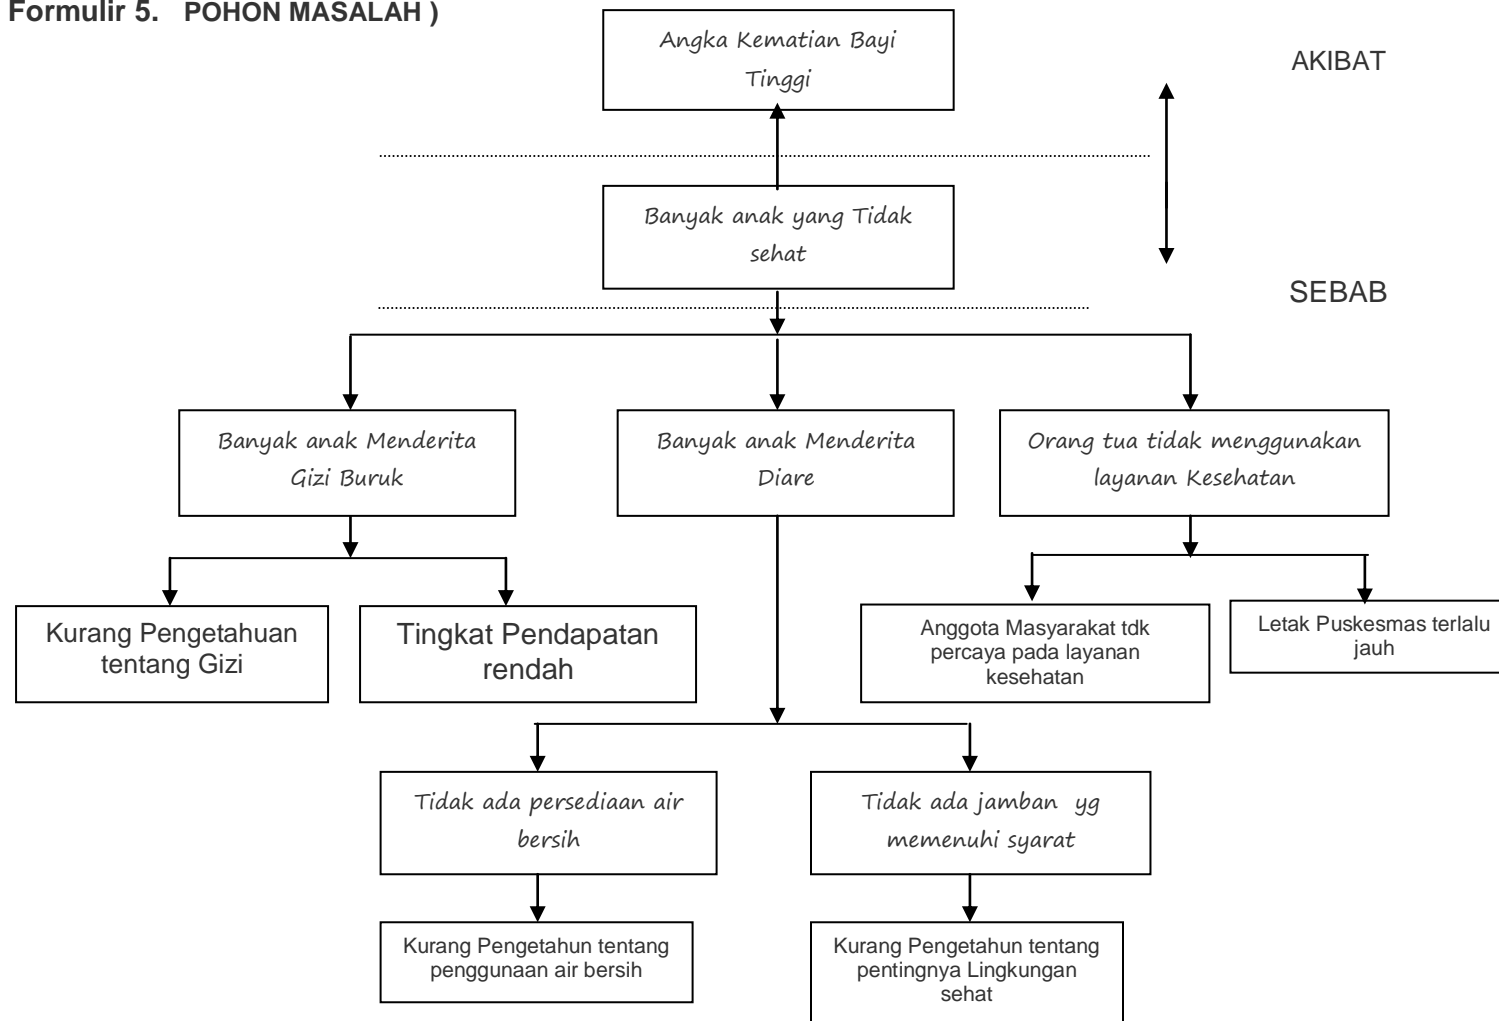 Formulir 5. POHON MASALAH )
Angka Kematian Bayi
Tinggi
AKIBAT
Banyak anak yang Tidak
sehat
SEBAB
Banyak anak Menderita
Gizi Buruk
Banyak anak Menderita
Diare
Orang tua tidak menggunakan
layanan Kesehatan
Kurang Pengetahuan
tentang Gizi
Tingkat Pendapatan
rendah
Anggota Masyarakat tdk
percaya pada layanan
kesehatan
Letak Puskesmas terlalu
jauh
Tidak ada persediaan air
bersih
Tidak ada jamban yg
memenuhi syarat
Kurang Pengetahun tentang
penggunaan air bersih
Kurang Pengetahun tentang
pentingnya Lingkungan
sehat